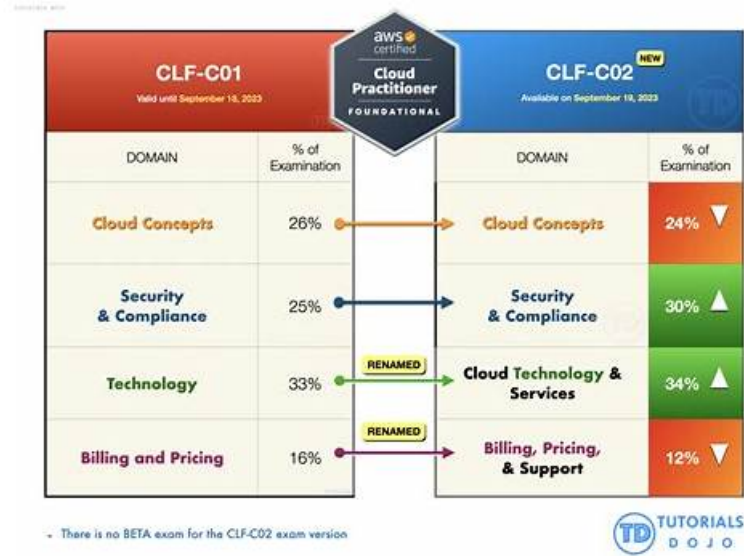 CLF-C01
Valid until September 18, 2023
aws
certified
Cloud
Practitioner
FOUNDATIONAL
CLF-C02
NEW
Available on September 19, 2023
TD
DOMAIN
% of
Examination
DOMAIN
% of
Examination
Cloud Concepts
26%
Cloud Concepts
24%
Security
& Compliance
25%
Security
& Compliance
30%
Technology
33%
RENAMED
Cloud Technology &
Services
34%
Billing and Pricing
16%
RENAMED
Billing, Pricing,
& Support
12%
- There is no BETA exam for the CLF-C02 exam version
TD
TUTORIALS
DOJO